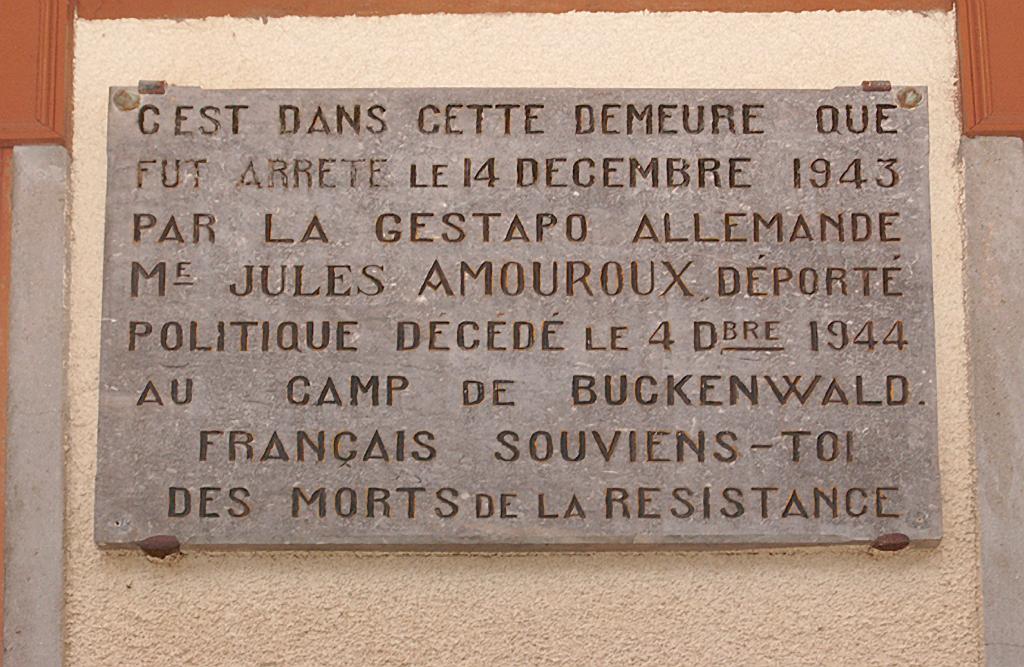 C'EST DANS CETTE DEMEURE QUE
FUT ARRETE LE 14 DECEMBRE 1943
PAR LA GESTAPO ALLEMANDE
ME JULES AMOUROUX, DÉPORTÉ
POLITIQUE DÉCÉDÉ LE 4 DBRE 1944
AU CAMP DE BUCKENWALD.
FRANÇAIS SOUVIENS-TOI
DES MORTS DE LA RESISTANCE